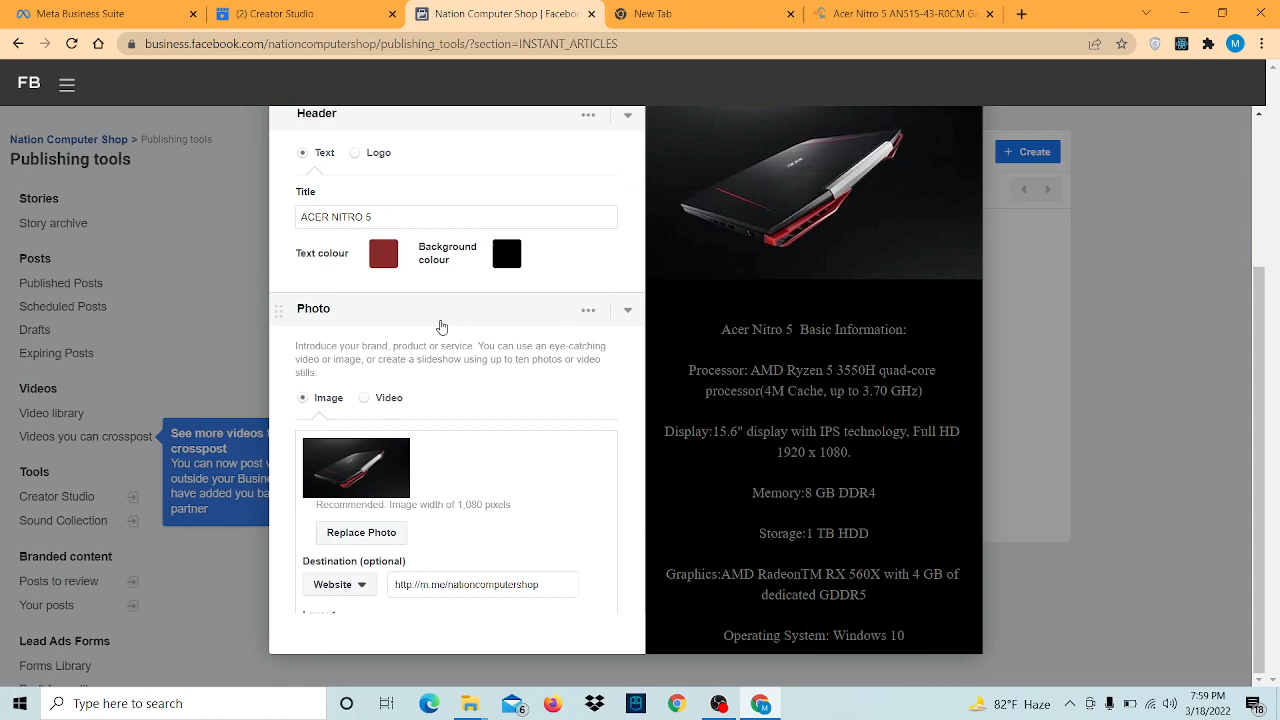 Meta Business Partners
(2) Creator Studio
Nation Computer Shop | Facebo
New Tab
Acer Nitro 5 AN515-43-R0CM Ga
business.facebook.com/nationcomputershop/publishing_tools/?section=INSTANT_ARTICLES
M
FB
Nation Computer Shop > Publishing tools
Publishing tools
Stories
Story archive
Posts
Published Posts
Scheduled Posts
Drafts
Expiring Posts
Videos
Video library
Videos you can crosspost
Tools
Creator Studio
Sound Collection
Branded content
Posts to review
Your posts
Lead Ads Forms
Forms Library
See more videos t
crosspost
You can now post v
outside your Busin
have added you ba
partner
Header
Text
Logo
Title
ACER NITRO 5
Text colour
Background
colour
Photo
Introduce your brand, product or service. You can use an eye-catching
video or image, or create a slideshow using up to ten photos or video
stills.
Image
Video
Recommended: Image width of 1,080 pixels
Replace Photo
Destination (optional)
Website
http://m.me/nationcomputershop
Acer Nitro 5 Basic Information:
Processor: AMD Ryzen 5 3550H quad-core
processor(4M Cache, up to 3.70 GHz)
Display:15.6" display with IPS technology, Full HD
1920 x 1080.
Memory:8 GB DDR4
Storage:1 TB HDD
Graphics:AMD RadeonTM RX 560X with 4 GB of
dedicated GDDR5
Operating System: Windows 10
+ Create
Type here to search
6
M
82°F Haze
7:59 PM
3/18/2022
18